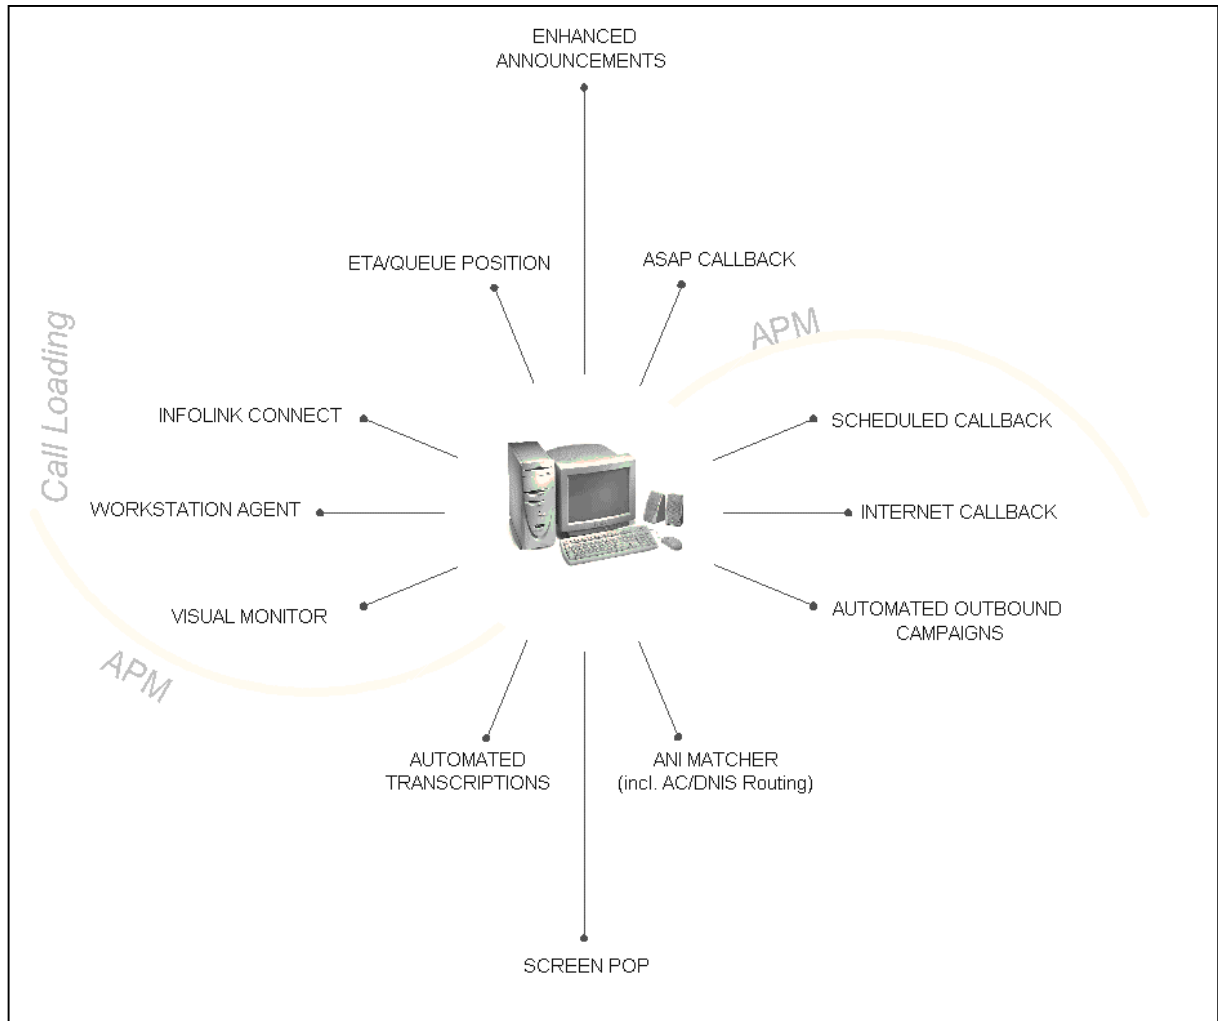 ENHANCED
ANNOUNCEMENTS
ETA/QUEUE POSITION
ASAP CALLBACK
APM
Call Loading
INFOLINK CONNECT
SCHEDULED CALLBACK
WORKSTATION AGENT
INTERNET CALLBACK
VISUAL MONITOR
AUTOMATED OUTBOUND
CAMPAIGNS
APM
AUTOMATED
TRANSCRIPTIONS
ANI MATCHER
(incl. AC/DNIS Routing)
SCREEN POP